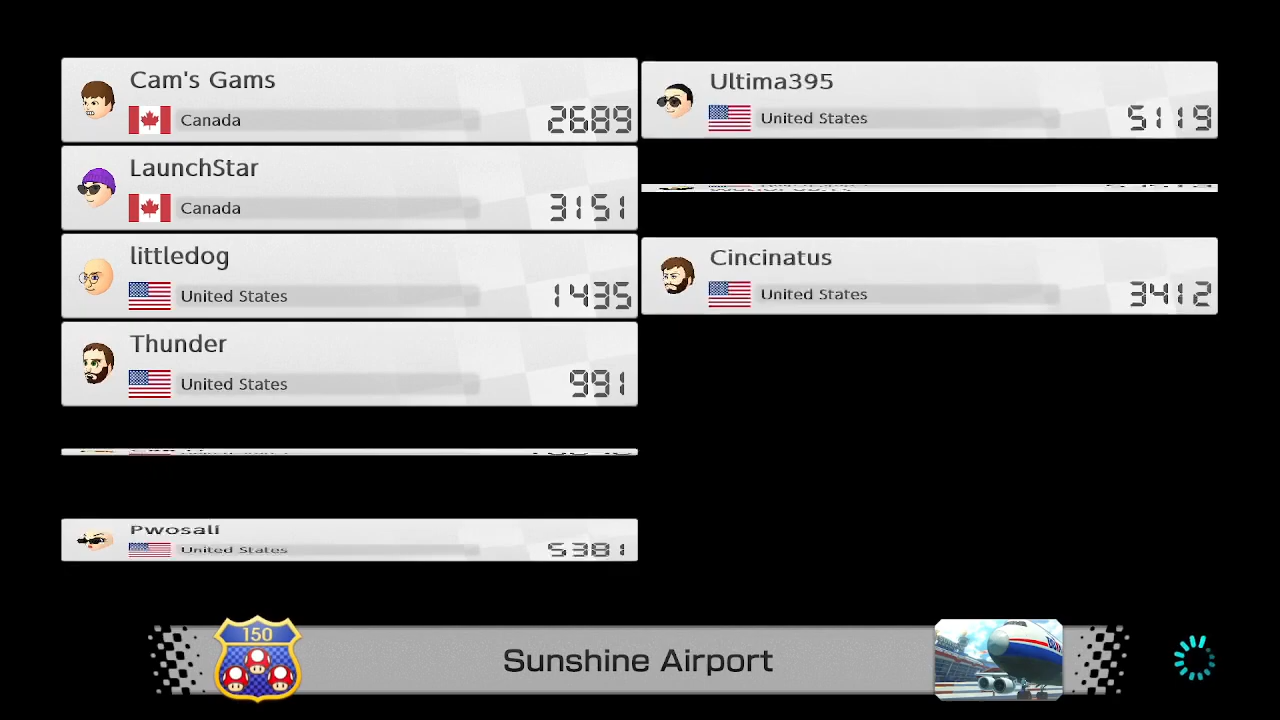 Cam's Gams
Canada 2689
LaunchStar
Canada 3151
littledog
United States 1435
Thunder
United States 991
Pwosali
United States 5381
Ultima395
United States 5119
Cincinatus
United States 3412
150
Sunshine Airport